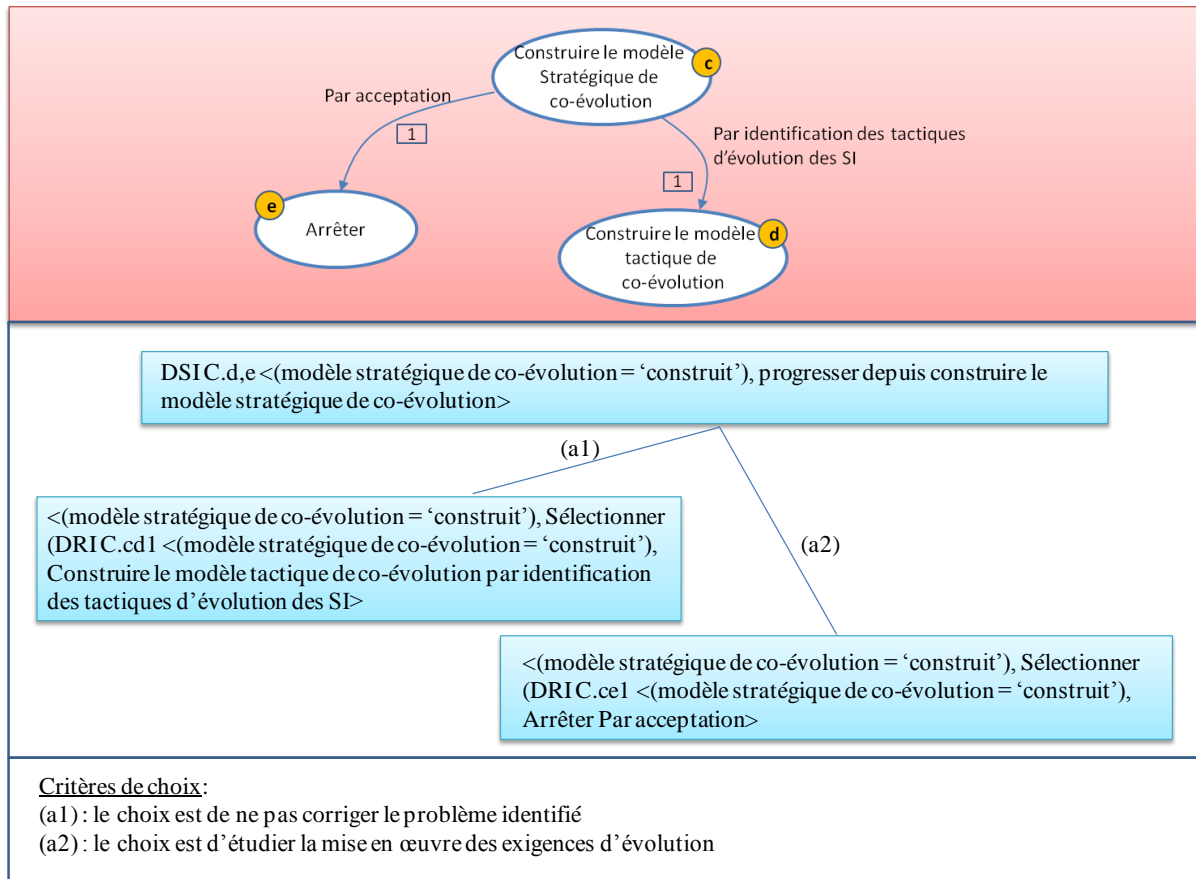 Construire le modèle
Stratégique de
co-évolution
c
Par acceptation
1
Par identification des tactiques
d'évolution des SI
1
e
Arrêter
d
Construire le modèle
tactique de
co-évolution
DSIC.d,e <(modèle stratégique de co-évolution = ‘construit’), progresser depuis construire le
modèle stratégique de co-évolution>
(a1)
(a2)
<(modèle stratégique de co-évolution = ‘construit’), Sélectionner
(DRIC.cd1 <(modèle stratégique de co-évolution = ‘construit’),
Construire le modèle tactique de co-évolution par identification
des tactiques d’évolution des SI>
<(modèle stratégique de co-évolution = ‘construit’), Sélectionner
(DRIC.ce1 <(modèle stratégique de co-évolution = ‘construit’),
Arrêter Par acceptation>
Critères de choix:
(a1) : le choix est de ne pas corriger le problème identifié
(a2) : le choix est d’étudier la mise en œuvre des exigences d’évolution